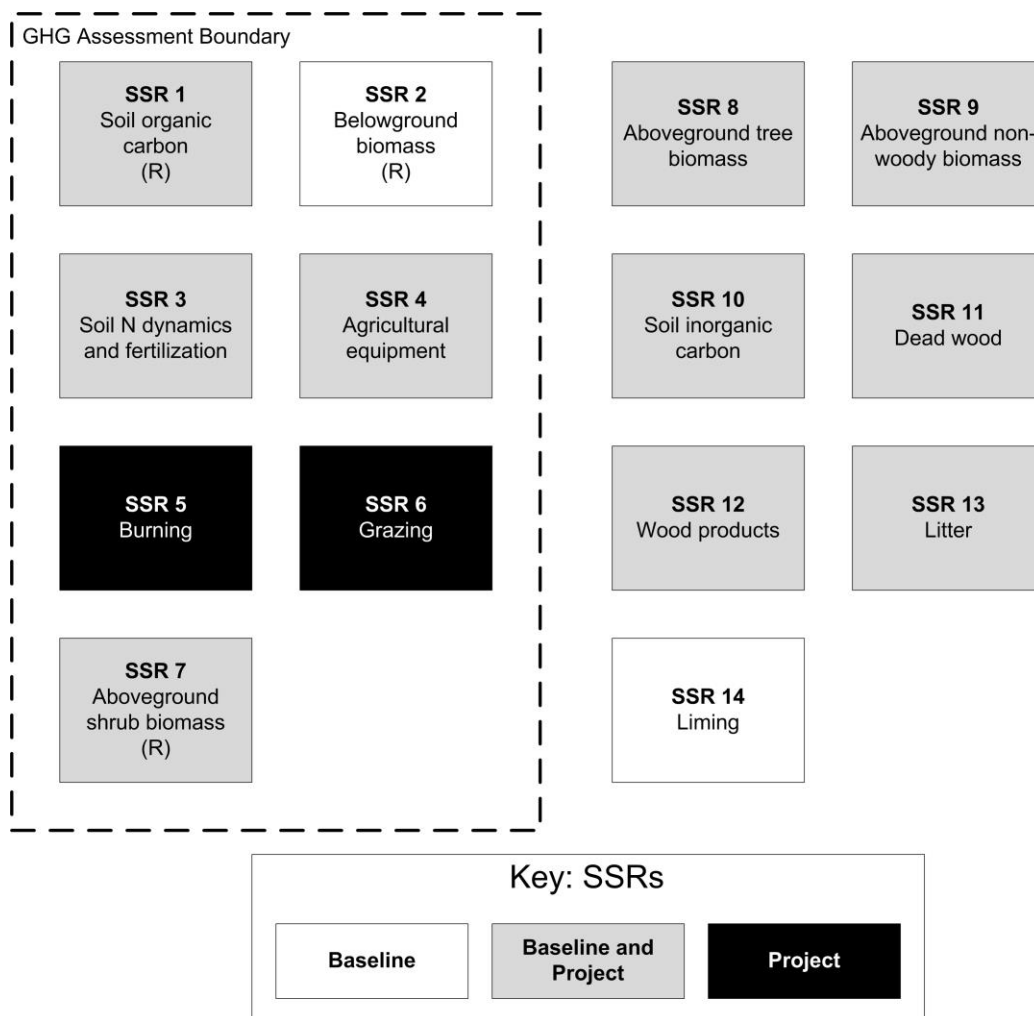 GHG Assessment Boundary
SSR 1
Soil organic
carbon
(R)
SSR 2
Belowground
biomass
(R)
SSR 8
Aboveground tree
biomass
SSR 9
Aboveground non-
woody biomass
SSR 3
Soil N dynamics
and fertilization
SSR 4
Agricultural
equipment
SSR 10
Soil inorganic
carbon
SSR 11
Dead wood
SSR 5
Burning
SSR 6
Grazing
SSR 12
Wood products
SSR 13
Litter
SSR 7
Aboveground
shrub biomass
(R)
SSR 14
Liming
Key: SSRs
Baseline
Baseline and
Project
Project